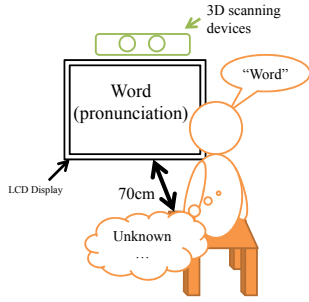 3D scanning
devices
Word
(pronunciation)
“Word”
LCD Display
70cm
Unknown
…